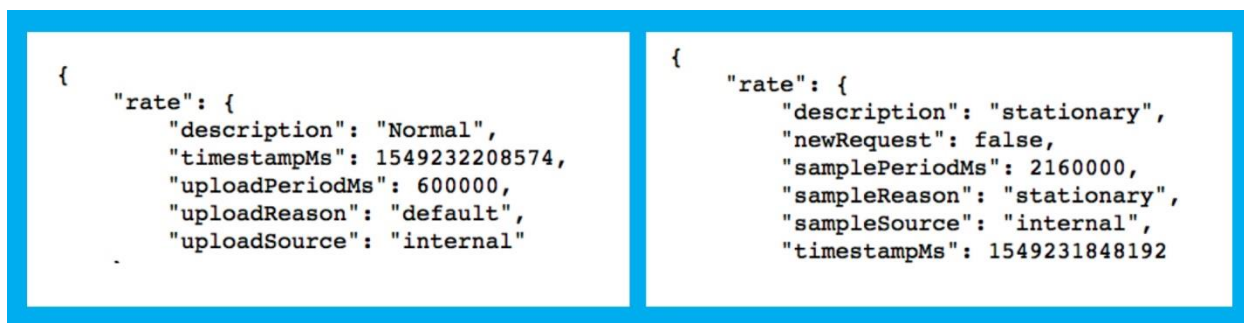 {
"rate": {
"description": "Normal",
"timestampMs": 1549232208574,
"uploadPeriodMs": 600000,
"uploadReason": "default",
"uploadSource": "internal"
{
"rate": {
"description": "stationary",
"newRequest": false,
"samplePeriodMs": 2160000,
"sampleReason": "stationary",
"sampleSource": "internal",
"timestampMs": 1549231848192